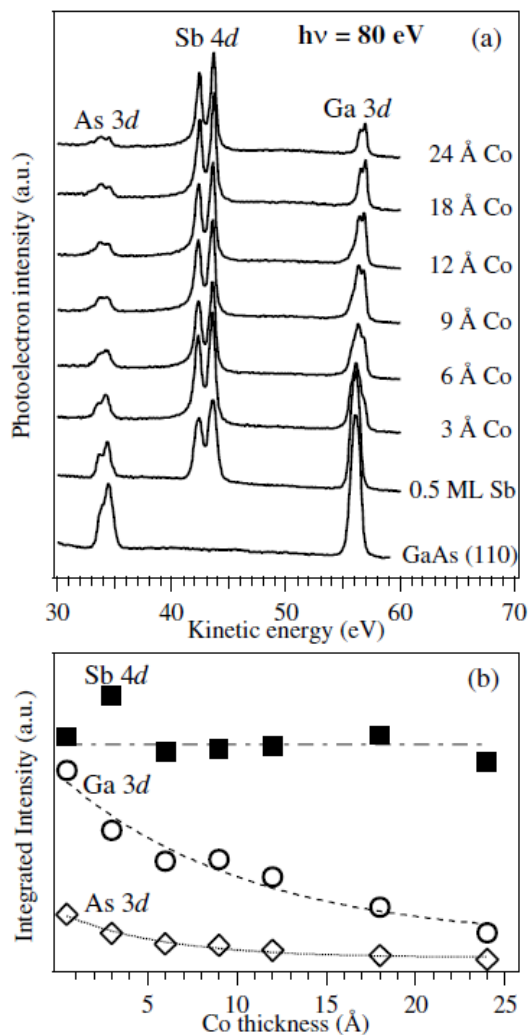 hν = 80 eV
(a)
Sb 4d
As 3d
Ga 3d
24 Å Co
18 Å Co
12 Å Co
9 Å Co
6 Å Co
3 Å Co
0.5 ML Sb
GaAs (110)
Photoelectron intensity (a.u.)
30 40 50 60 70
Kinetic energy (eV)
Sb 4d
(b)
Ga 3d
As 3d
Integrated Intensity (a.u.)
5 10 15 20 25
Co thickness (Å)